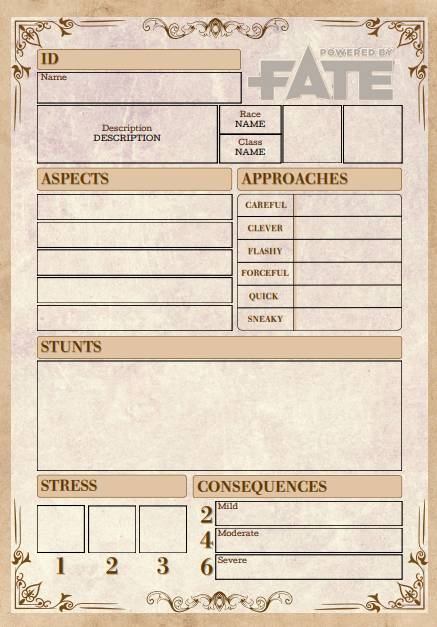 POWERED BY
FATE
ID
Name
Description
DESCRIPTION
Race
NAME
Class
NAME
ASPECTS
APPROACHES
CAREFUL
CLEVER
FLASHY
FORCEFUL
QUICK
SNEAKY
STUNTS
STRESS
CONSEQUENCES
1 2 3
2 Mild
4 Moderate
6 Severe